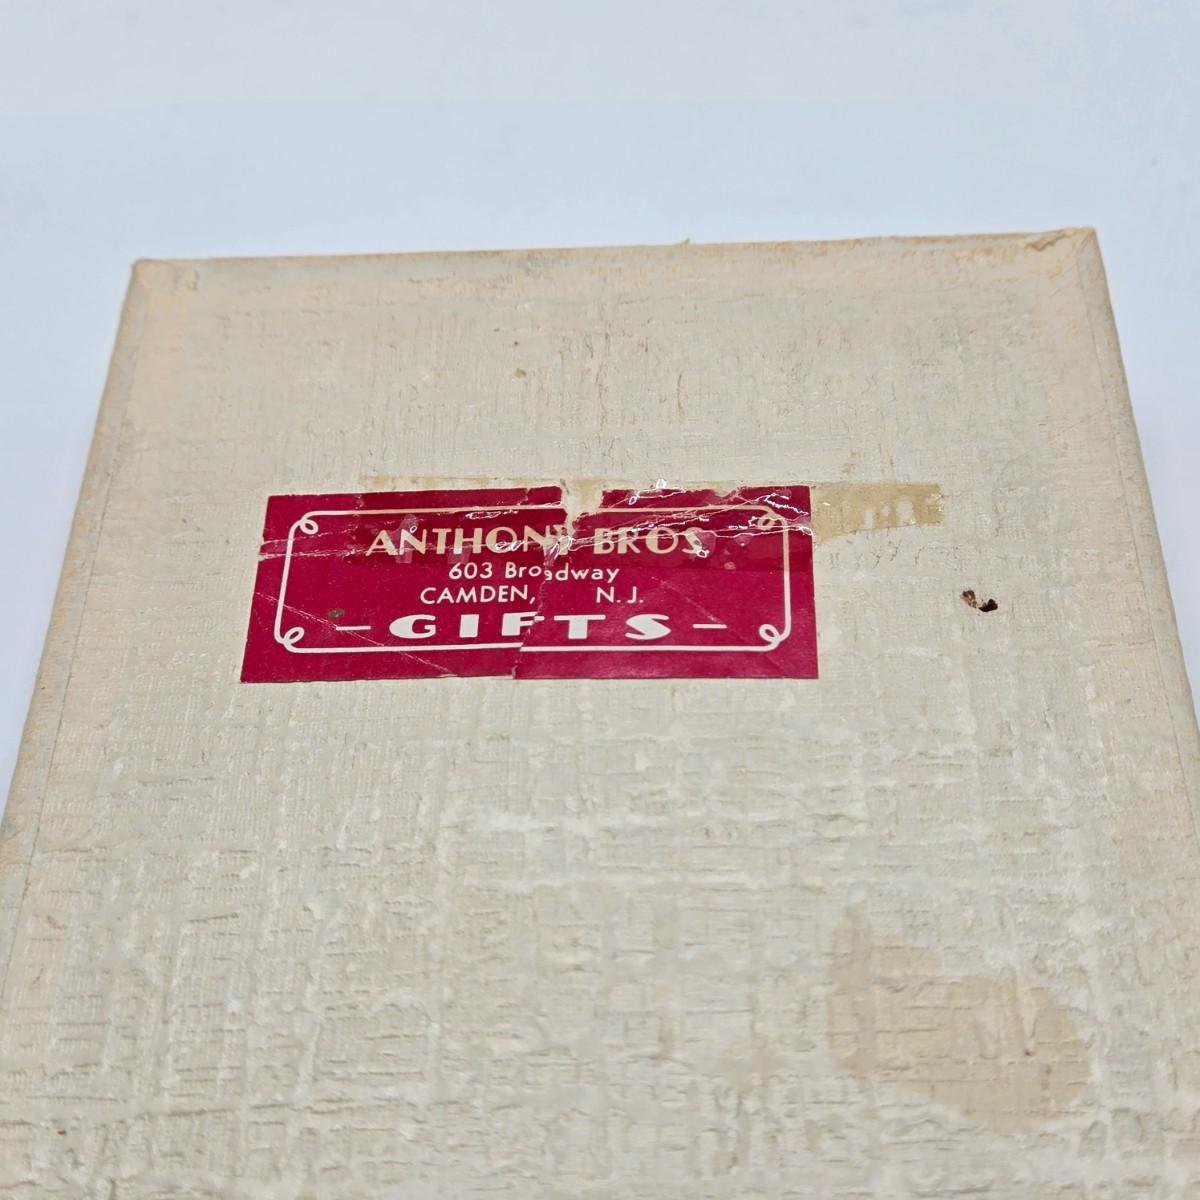 ANTHONY BROS
603 Broadway
CAMDEN, N. J.
- GIFTS -